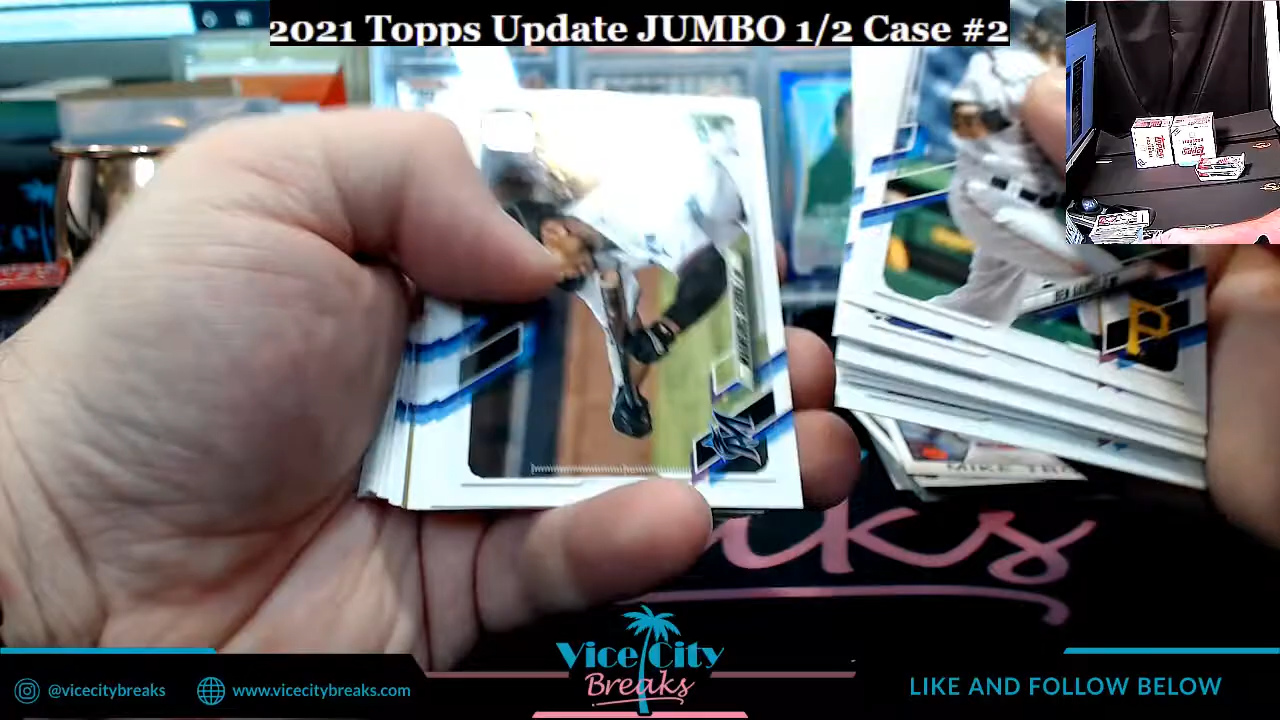 2021 Topps Update JUMBO 1/2 Case #2
MIKE TR
ks
Vice City
Breaks
@vicecitybreaks
www.vicecitybreaks.com
LIKE AND FOLLOW BELOW